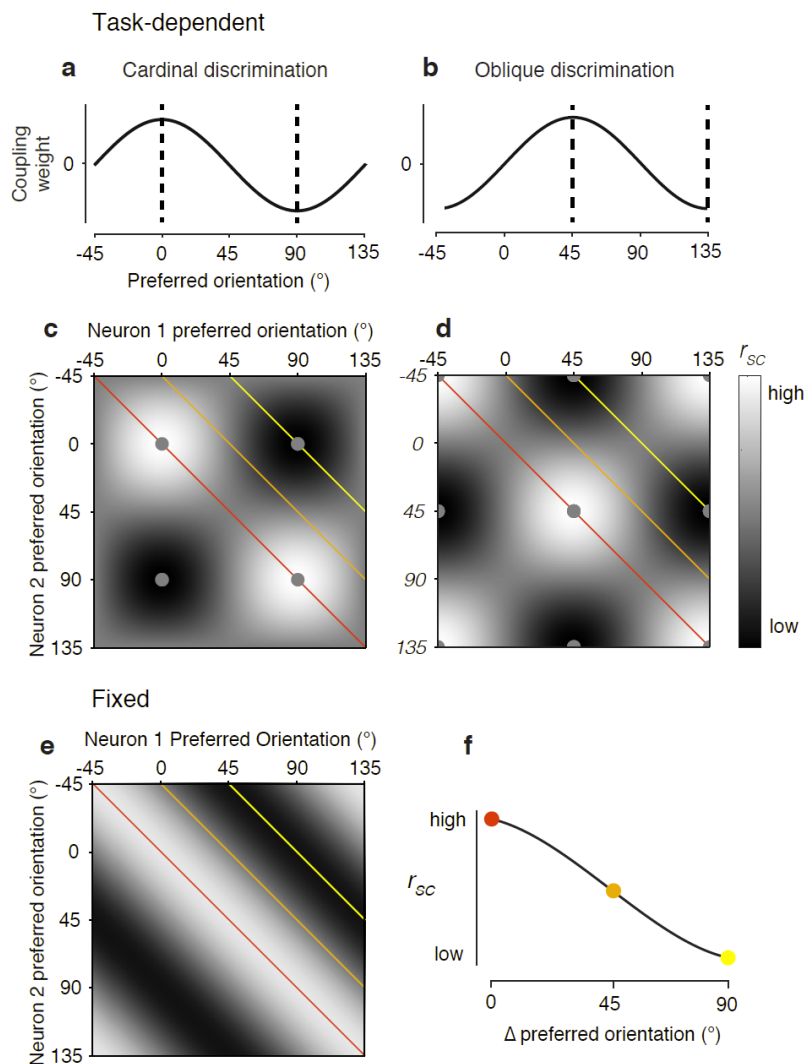 Task-dependent
a Cardinal discrimination
b Oblique discrimination
Coupling
weight
0
0
-45 0 45 90 135
-45 0 45 90 135
Preferred orientation (°)
c Neuron 1 preferred orientation (°)
d
-45 0 45 90 135
-45 0 45 90 135
rsc
Neuron 2 preferred orientation (°)
-45
0
45
90
135
-45
0
45
90
135
high
low
Fixed
e Neuron 1 Preferred Orientation (°)
-45 0 45 90 135
Neuron 2 preferred orientation (°)
-45
0
45
90
135
f
high
rsc
low
0 45 90
Δ preferred orientation (°)